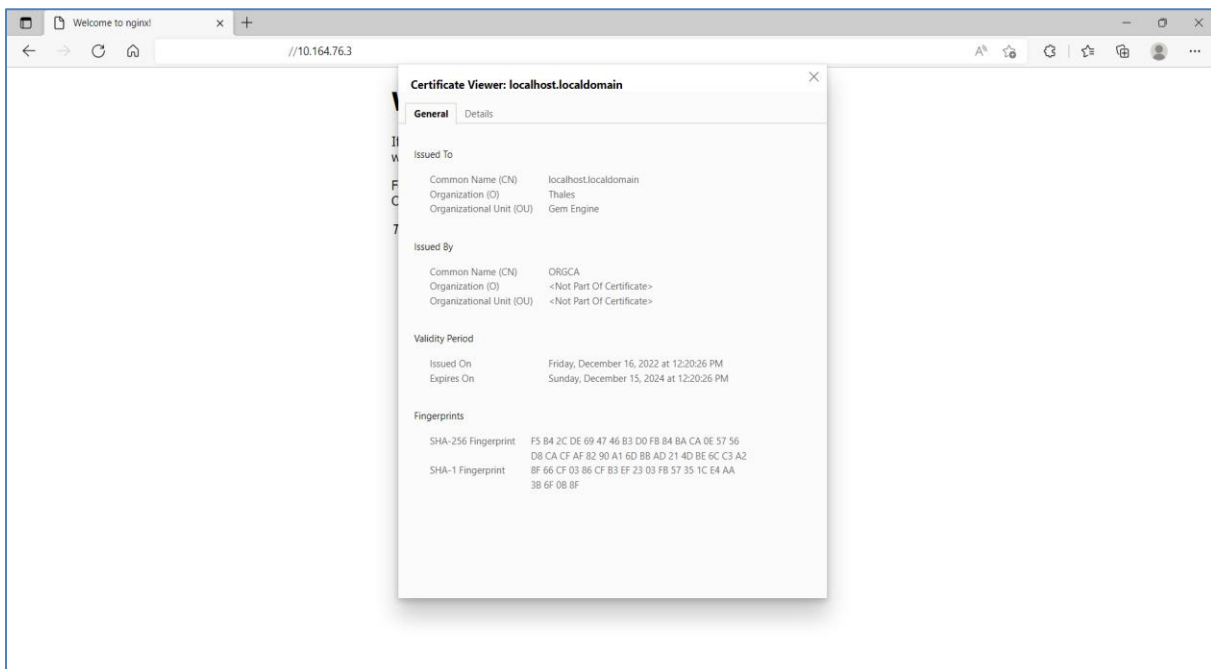 Welcome to nginx!
//10.164.76.3
Certificate Viewer: localhost.localdomain
General Details
Issued To
Common Name (CN) localhost.localdomain
Organization (O) Thales
Organizational Unit (OU) Gem Engine
Issued By
Common Name (CN) ORGCA
Organization (O) <Not Part Of Certificate>
Organizational Unit (OU) <Not Part Of Certificate>
Validity Period
Issued On Friday, December 16, 2022 at 12:20:26 PM
Expires On Sunday, December 15, 2024 at 12:20:26 PM
Fingerprints
SHA-256 Fingerprint F5 B4 2C DE 69 47 46 B3 D0 FB 84 BA CA 0E 57 56
D8 CA CF AF 82 90 A1 6D BB AD 21 4D BE 6C C3 A2
SHA-1 Fingerprint 8F 66 CF 03 86 CF B3 EF 23 03 FB 57 35 1C E4 AA
3B 6F 0B 8F